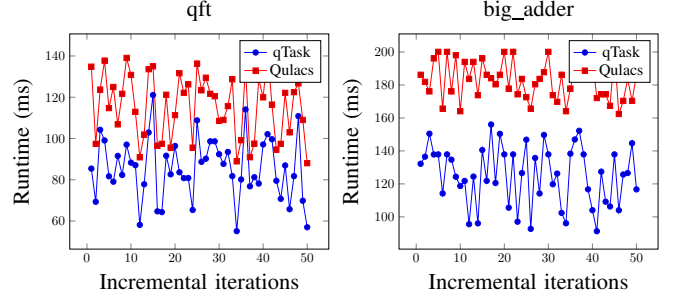 qft
140
120
100
80
60
0
10
20
30
40
50
Runtime (ms)
Incremental iterations
qTask
Qulacs
big_adder
200
180
160
140
120
100
0
10
20
30
40
50
Runtime (ms)
Incremental iterations
qTask
Qulacs